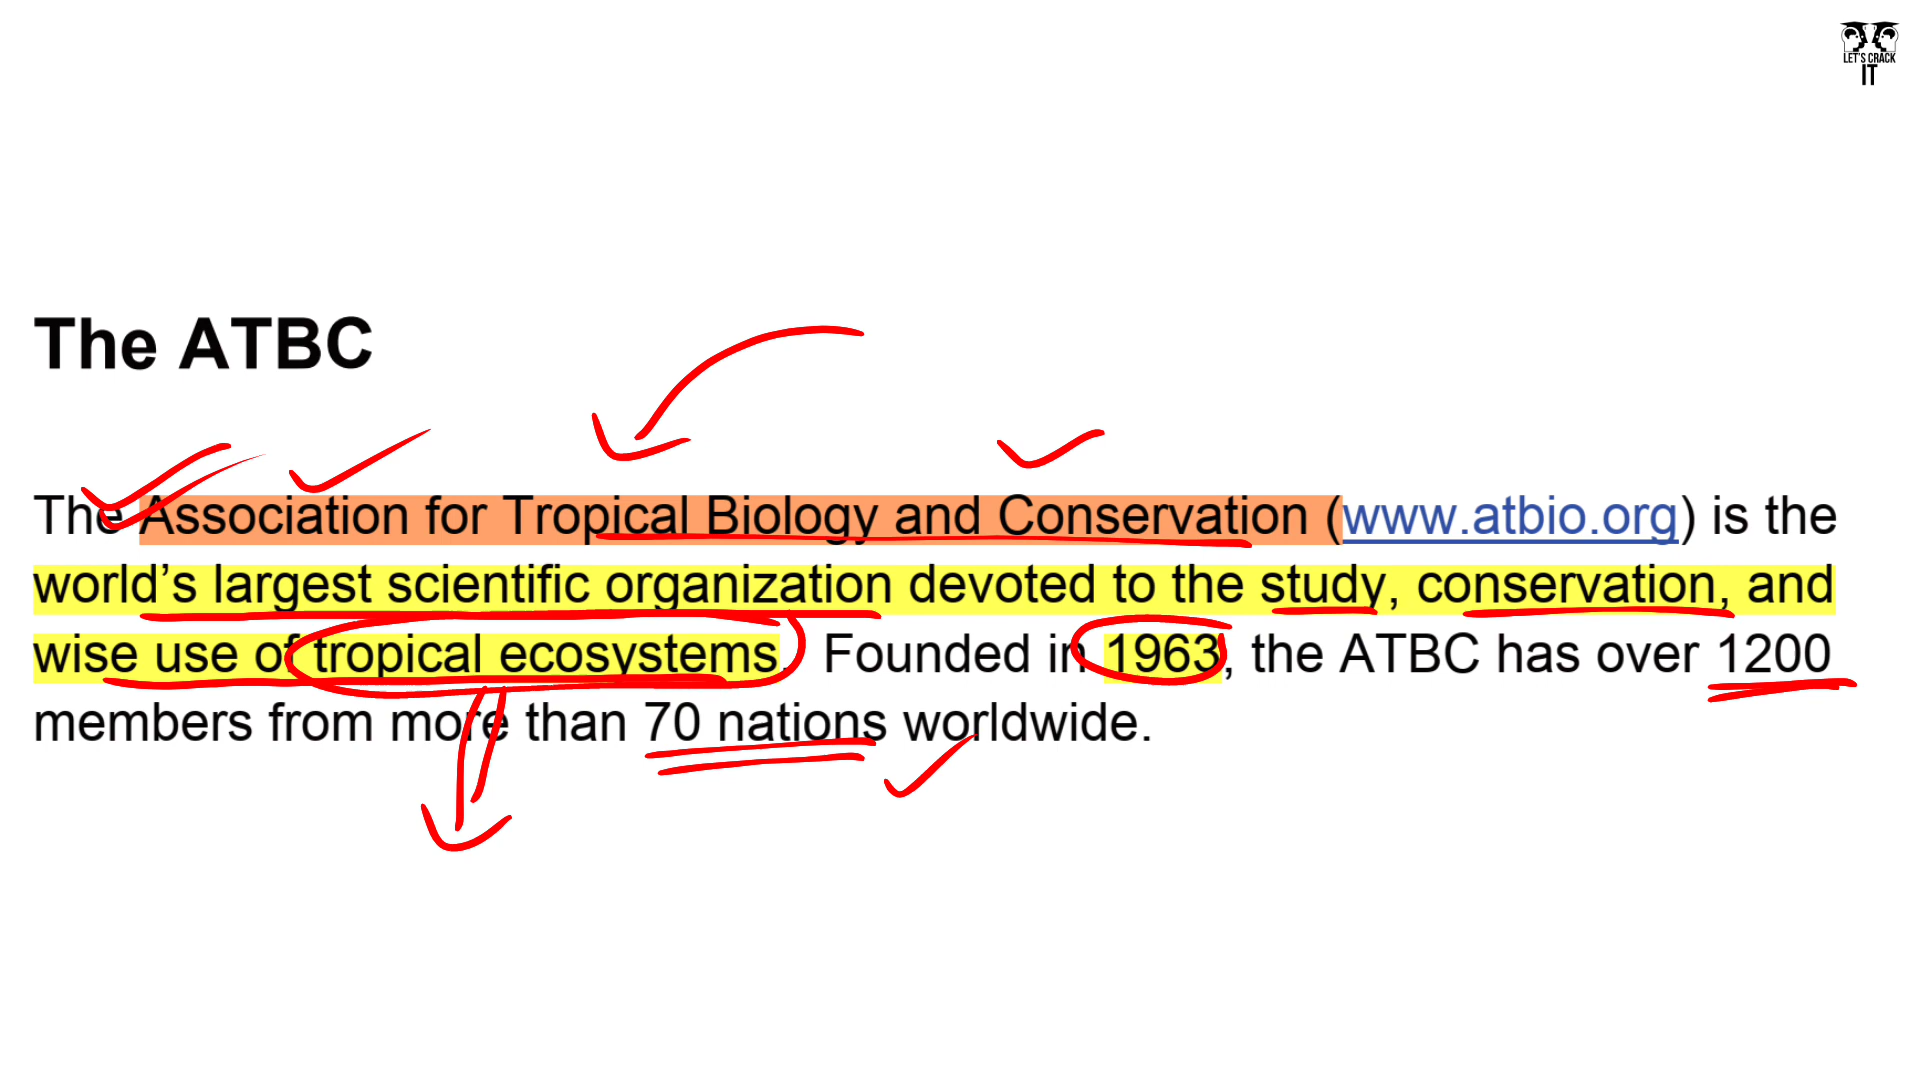 LET'S CRACK
IT
The ATBC
The Association for Tropical Biology and Conservation (www.atbio.org) is the
world’s largest scientific organization devoted to the study, conservation, and
wise use of tropical ecosystems. Founded in 1963, the ATBC has over 1200
members from more than 70 nations worldwide.